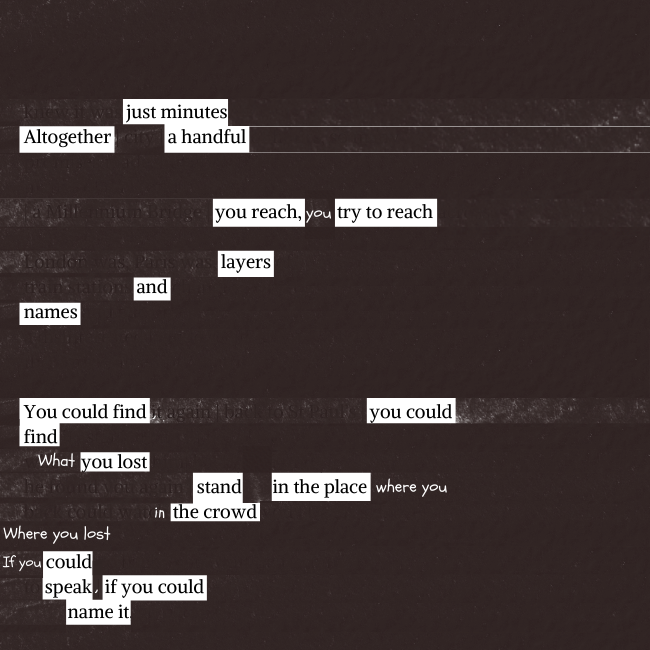 just minutes
Altogether a handful
you reach, you try to reach
layers
and
names
You could find you could
find
What you lost
stand in the place where you
in the crowd
Where you lost
If you could
speak, if you could
name it.